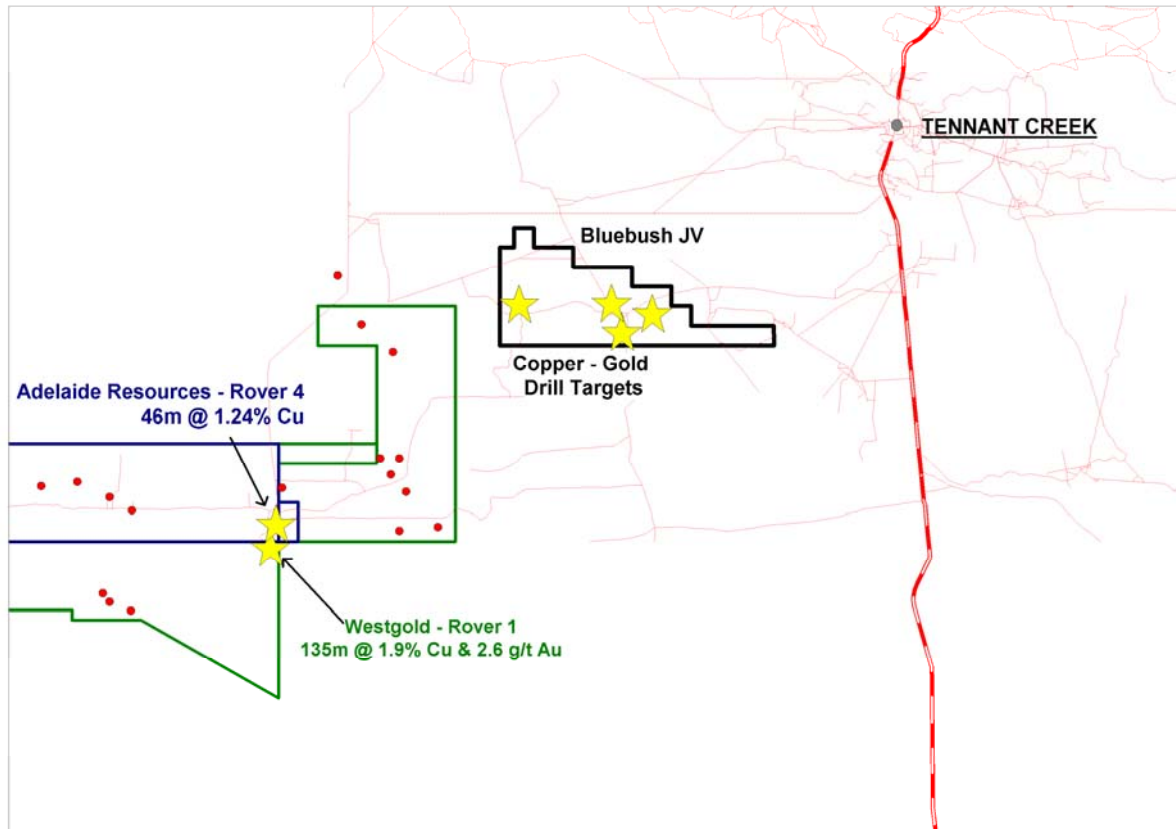 TENNANT CREEK
Bluebush JV
Copper - Gold
Drill Targets
Adelaide Resources - Rover 4
46m @ 1.24% Cu
Westgold - Rover 1
135m @ 1.9% Cu & 2.6 g/t Au